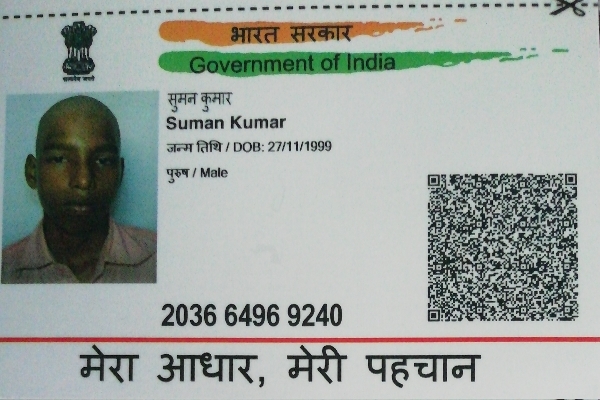 भारत सरकार
Government of India
सत्यमेव जयते
सुमन कुमार
Suman Kumar
जन्म तिथि / DOB: 27/11/1999
पुरुष / Male
2036 6496 9240
मेरा आधार, मेरी पहचान